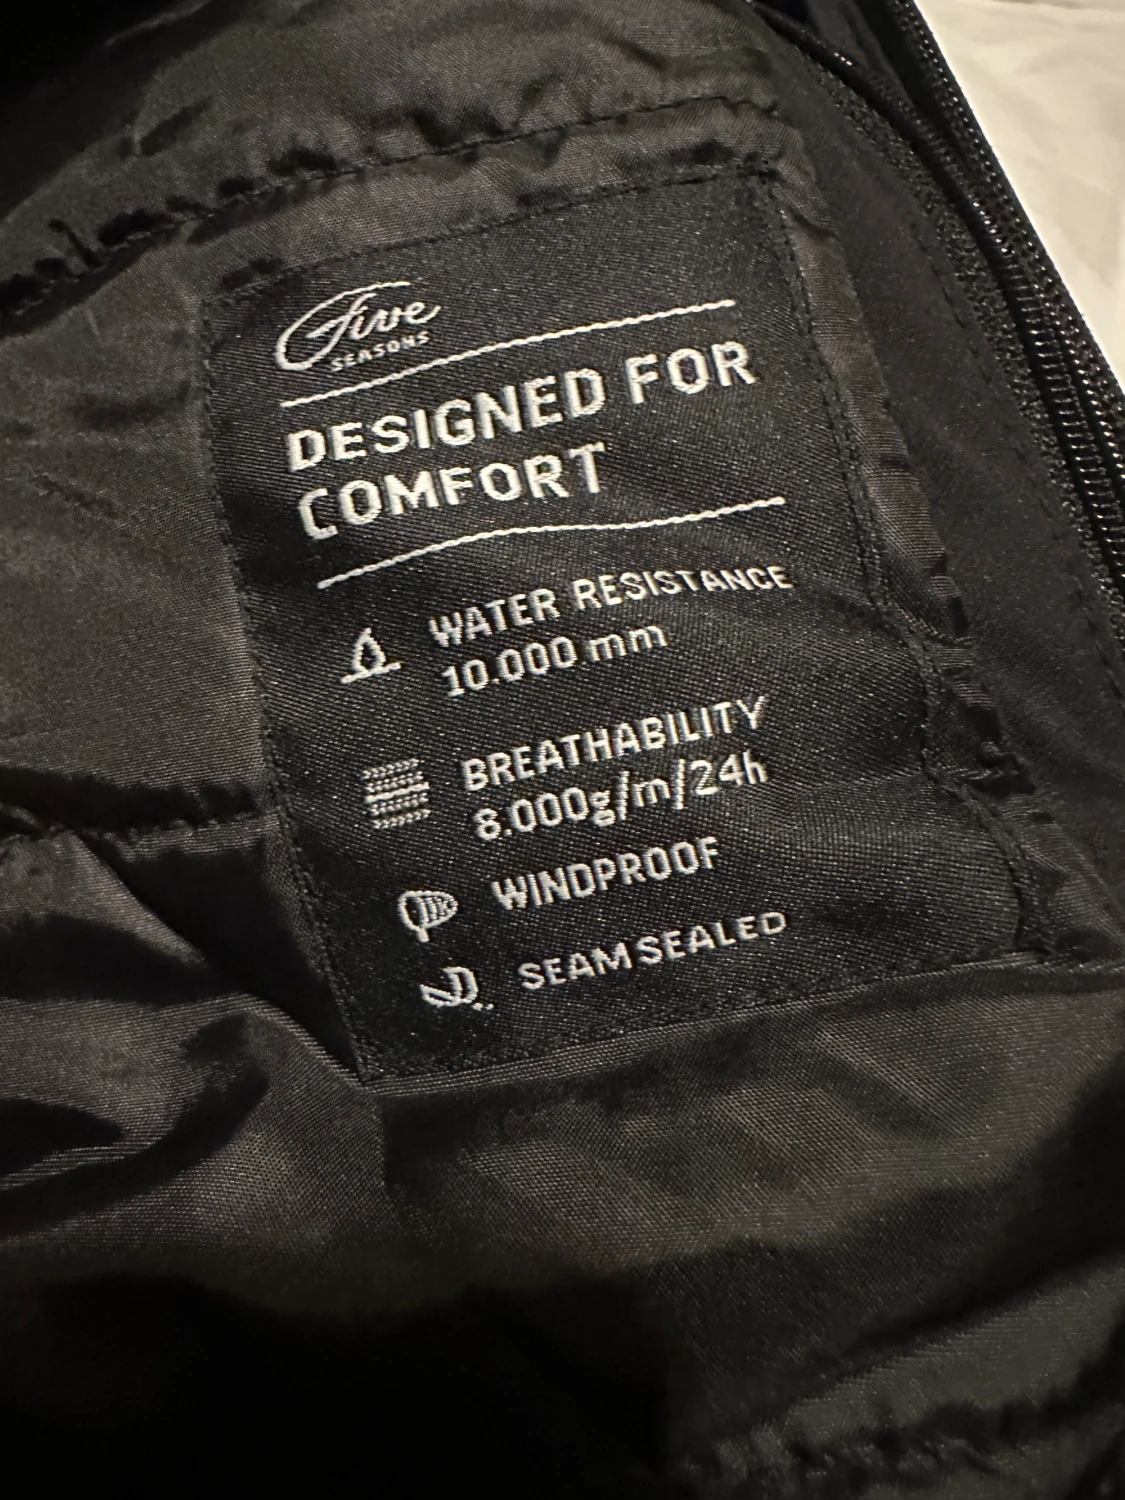 Five
SEASONS
DESIGNED FOR
COMFORT
WATER RESISTANCE
10.000 mm
BREATHABILITY
8.000g/m/24h
WINDPROOF
SEAMSEALED